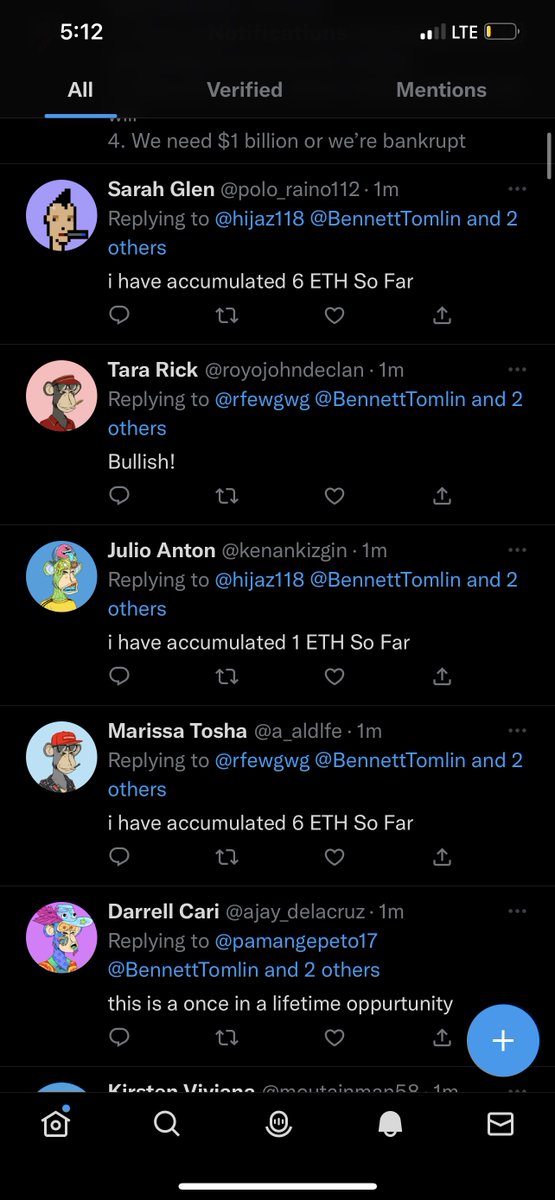 5:12 LTE
Notifications
All Verified Mentions
will
4. We need $1 billion or we’re bankrupt
Sarah Glen @polo_raino112 · 1m
Replying to @hijaz118 @BennettTomlin and 2
others
i have accumulated 6 ETH So Far
Tara Rick @royojohndeclan · 1m
Replying to @rfewgwg @BennettTomlin and 2
others
Bullish!
Julio Anton @kenankizgin · 1m
Replying to @hijaz118 @BennettTomlin and 2
others
i have accumulated 1 ETH So Far
Marissa Tosha @a_aldlfe · 1m
Replying to @rfewgwg @BennettTomlin and 2
others
i have accumulated 6 ETH So Far
Darrell Cari @ajay_delacruz · 1m
Replying to @pamangepeto17
@BennettTomlin and 2 others
this is a once in a lifetime oppurtunity
Kirsten Viviana @moutainman58 · 1m